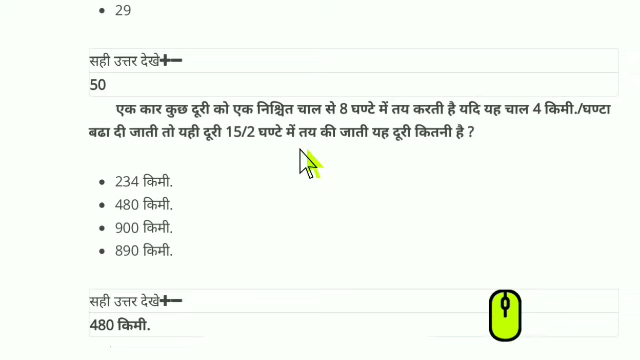 29
सही उत्तर देखे
50
एक कार कुछ दूरी को एक निश्चित चाल से 8 घण्टे में तय करती है यदि यह चाल 4 किमी./घण्टा
बढा दी जाती तो यही दूरी 15/2 घण्टे में तय की जाती यह दूरी कितनी है ?
234 किमी.
480 किमी.
900 किमी.
890 किमी.
सही उत्तर देखे
480 किमी.